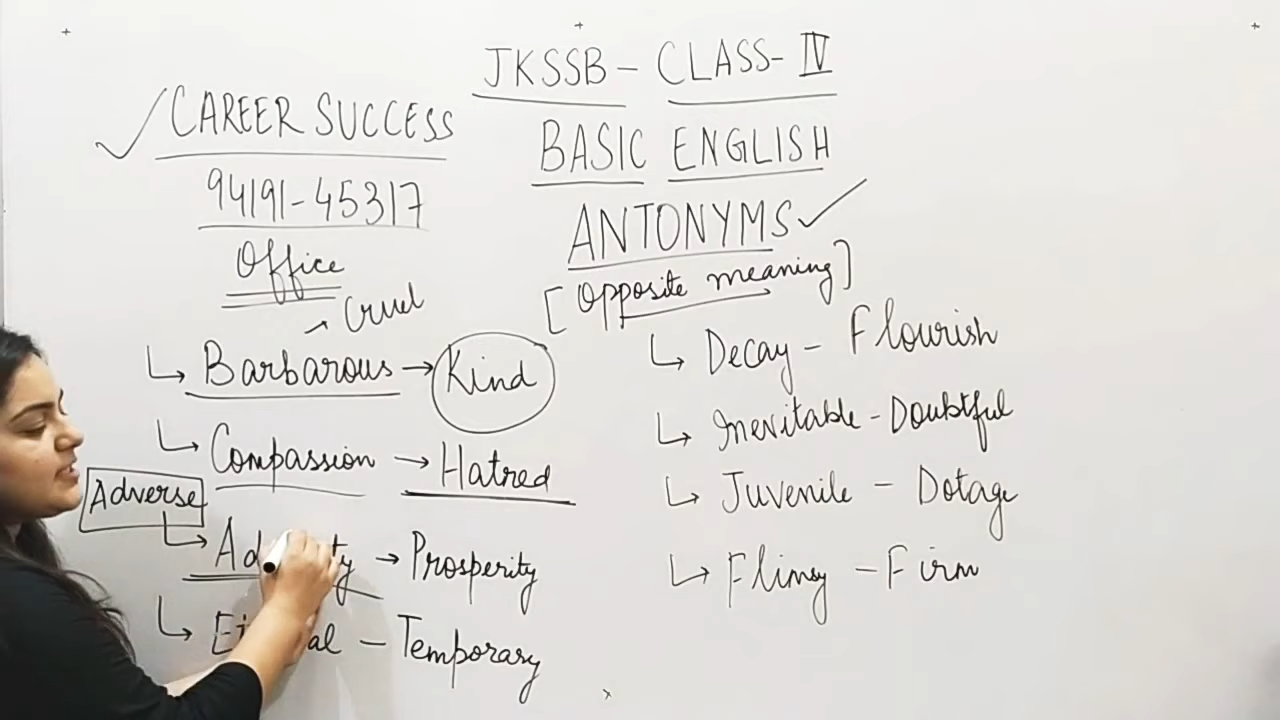 JKSSB - CLASS - IV
BASIC ENGLISH
ANTONYMS
[Opposite meaning]
CAREER SUCCESS
94191-45317
Office
Cruel
Barbarous → Kind
Compassion → Hatred
Adverse
→ Prosperity
- Temporary
Decay - Flourish
Inevitable - Doubtful
Juvenile - Dotage
Flimsy - Firm